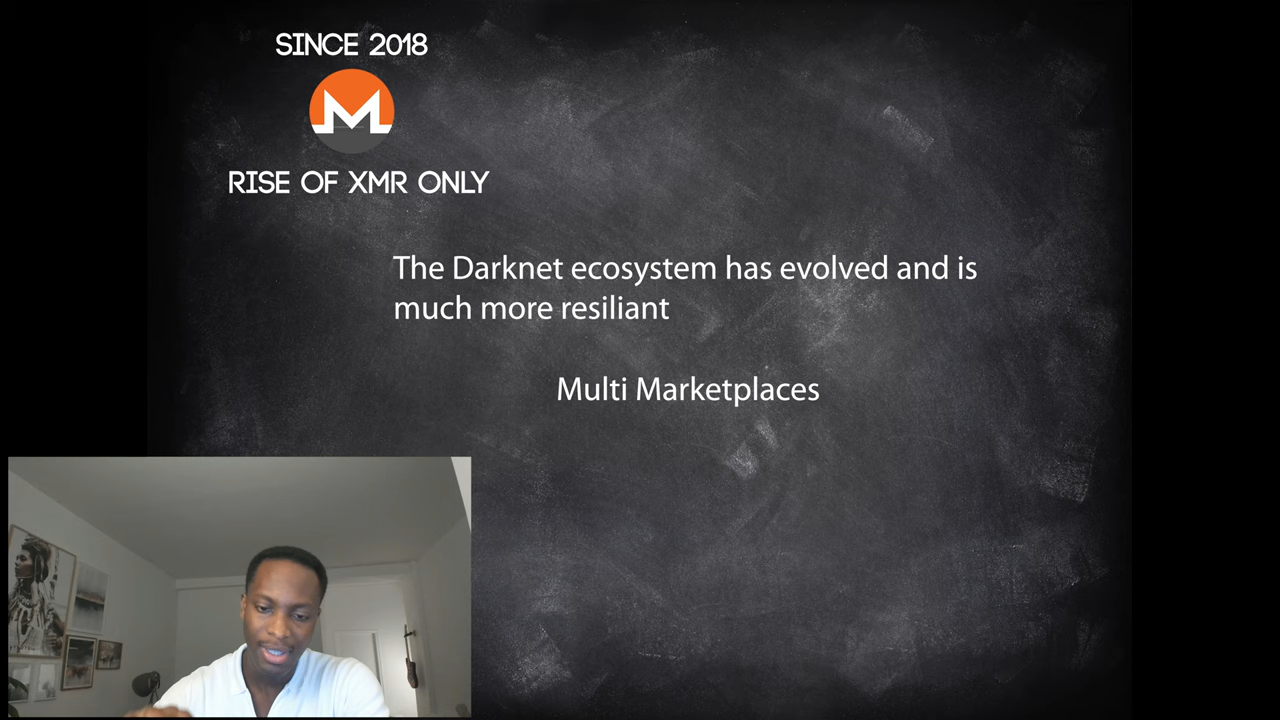 SINCE 2018
RISE OF XMR ONLY
The Darknet ecosystem has evolved and is
much more resiliant
Multi Marketplaces